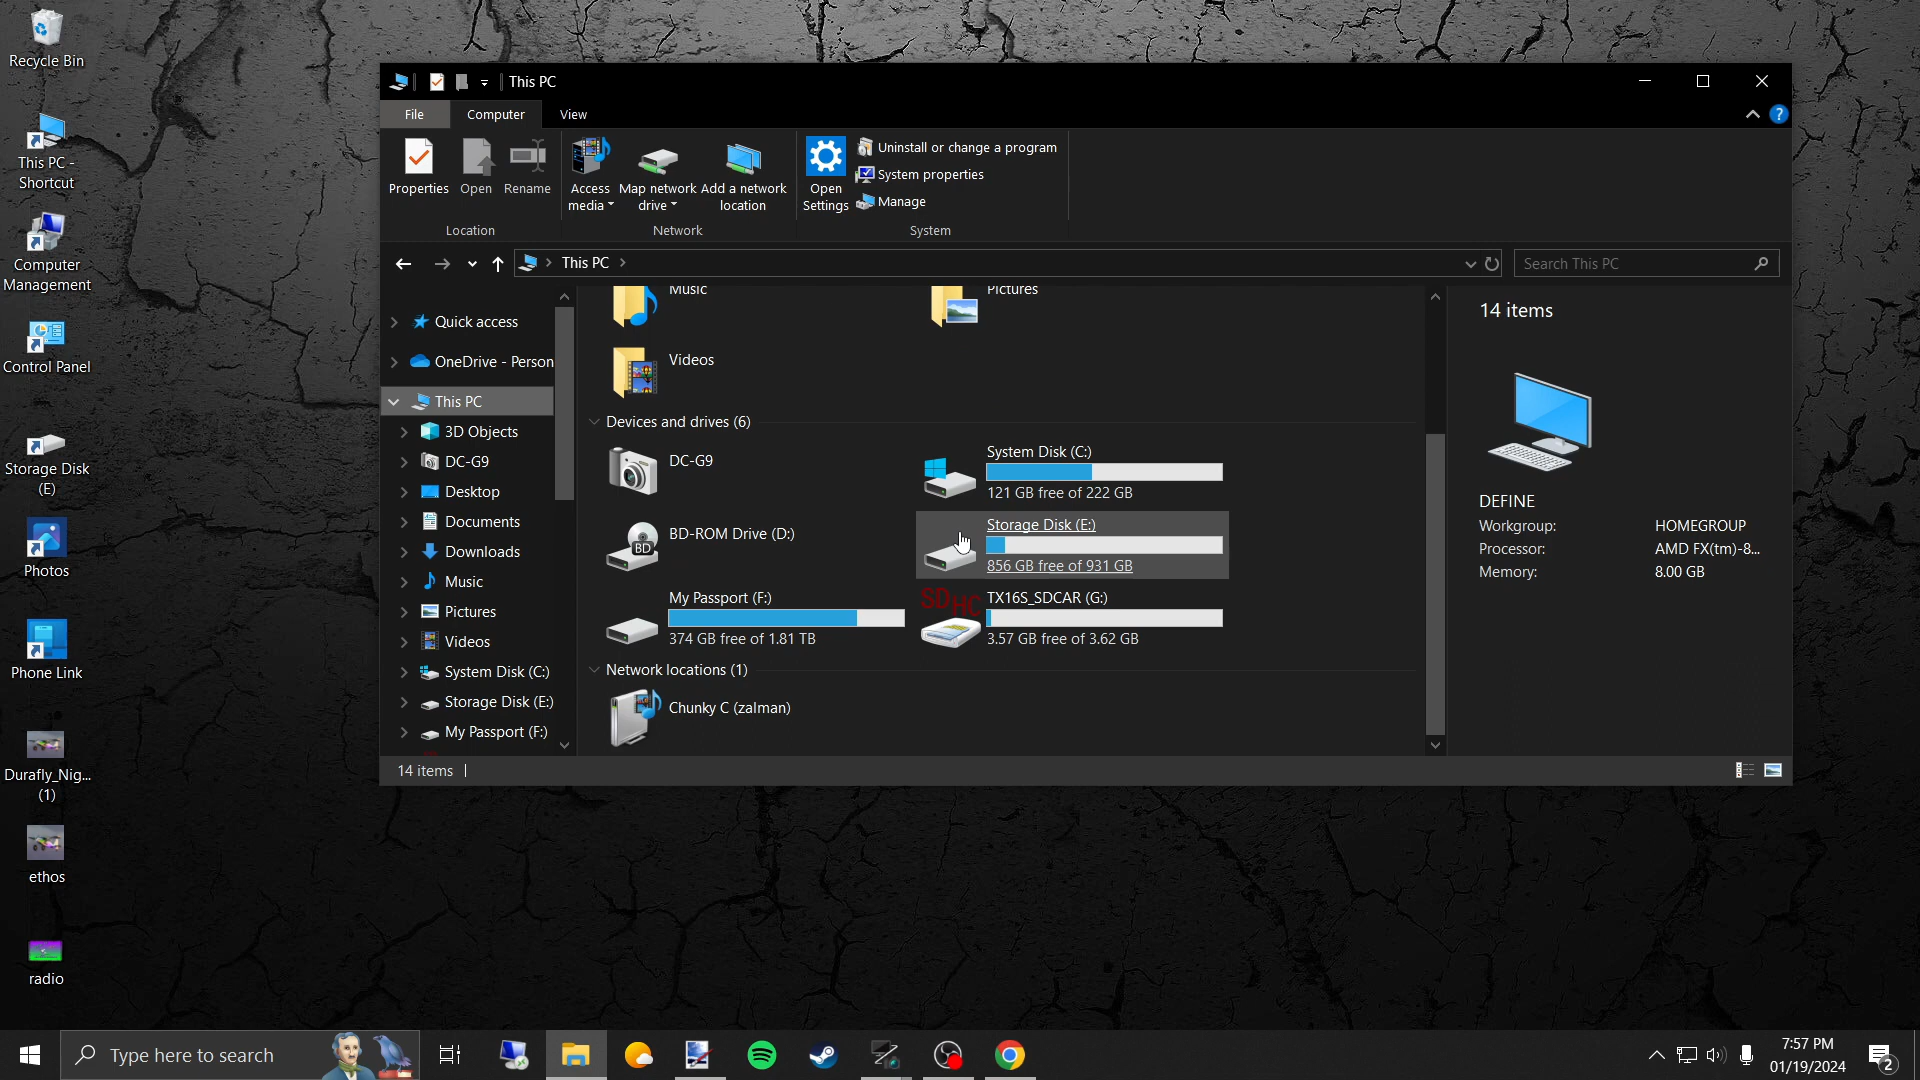 Recycle Bin
This PC -
Shortcut
Computer
Management
Control Panel
Storage Disk
(E)
Photos
Phone Link
Durafly_Nig...
(1)
ethos
radio
This PC
File
Computer
View
?
Properties
Open
Rename
Location
Access
media
Map network
drive
Add a network
location
Network
Open
Settings
Uninstall or change a program
System properties
Manage
System
This PC
Search This PC
Quick access
OneDrive - Person
This PC
3D Objects
DC-G9
Desktop
Documents
Downloads
Music
Pictures
Videos
System Disk (C:)
Storage Disk (E:)
My Passport (F:)
Music
Pictures
Videos
Devices and drives (6)
DC-G9
System Disk (C:)
121 GB free of 222 GB
BD
BD-ROM Drive (D:)
Storage Disk (E:)
856 GB free of 931 GB
My Passport (F:)
374 GB free of 1.81 TB
SDHC
TX16S_SDCAR (G:)
3.57 GB free of 3.62 GB
Network locations (1)
Chunky C (zalman)
14 items
DEFINE
Workgroup: HOMEGROUP
Processor: AMD FX(tm)-8...
Memory: 8.00 GB
14 items
Type here to search
7:57 PM
01/19/2024
2